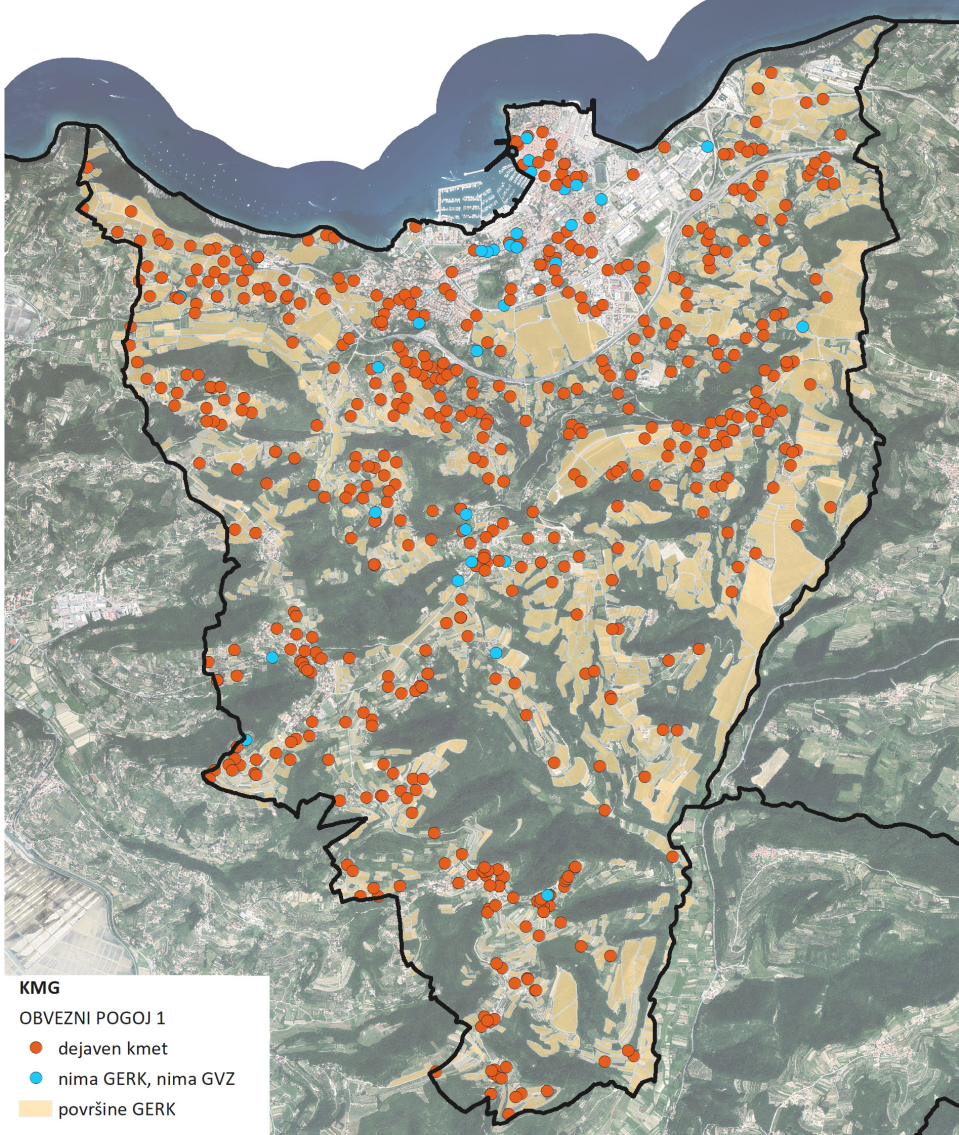 KMG
OBVEZNI POGOJ 1
dejaven kmet
nima GERK, nima GVZ
površine GERK